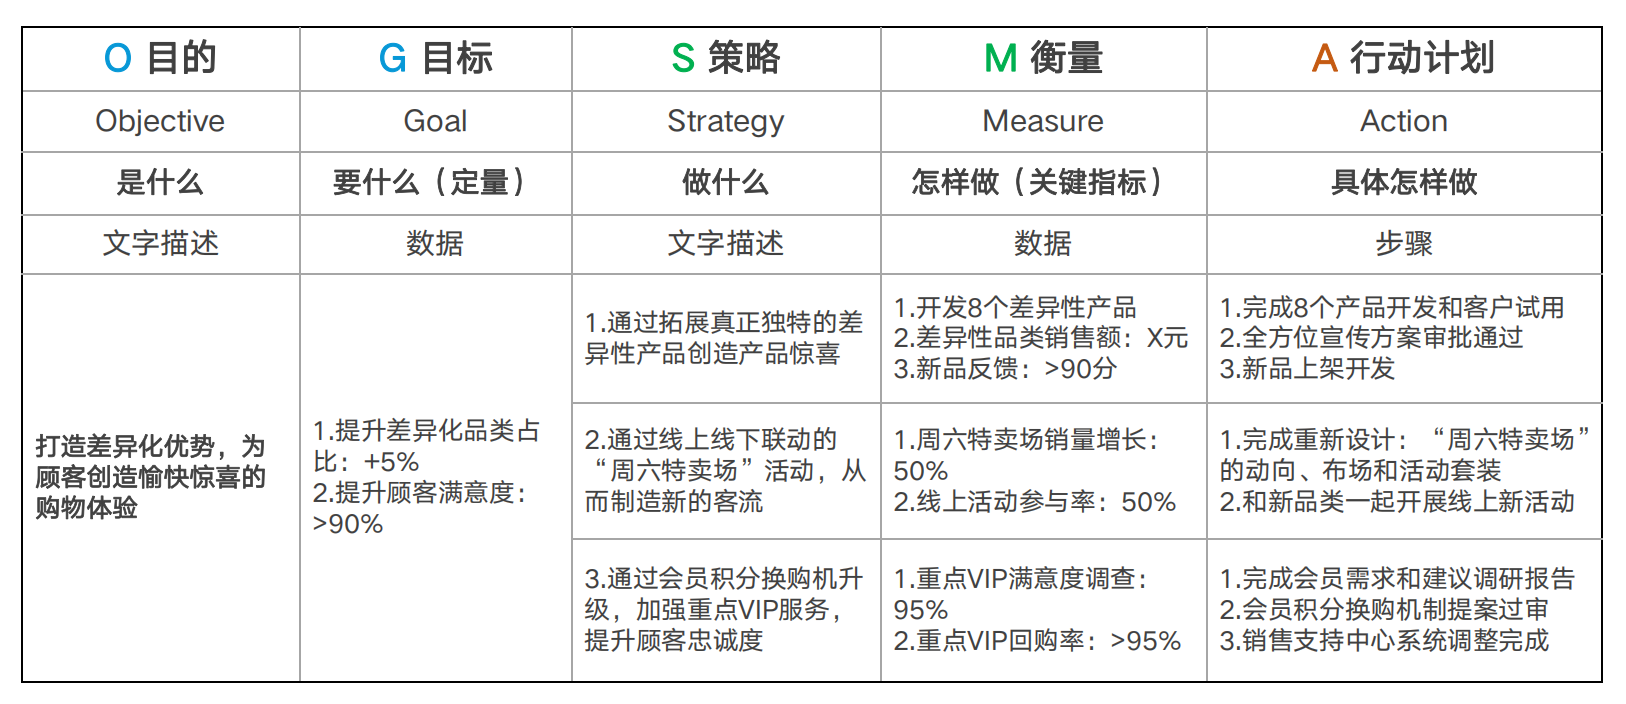 O 目的
G 目标
S 策略
M 衡量
A 行动计划
Objective
Goal
Strategy
Measure
Action
是什么
要什么（定量）
做什么
怎样做（关键指标）
具体怎样做
文字描述
数据
文字描述
数据
步骤
打造差异化优势，为
顾客创造愉快惊喜的
购物体验
1.提升差异化品类占
比：+5%
2.提升顾客满意度：
>90%
1.通过拓展真正独特的差
异性产品创造产品惊喜
1.开发8个差异性产品
2.差异性品类销售额：X元
3.新品反馈：>90分
1.完成8个产品开发和客户试用
2.全方位宣传方案审批通过
3.新品上架开发
2.通过线上线下联动的
“周六特卖场”活动，从
而制造新的客流
1.周六特卖场销量增长：
50%
2.线上活动参与率：50%
1.完成重新设计：“周六特卖场”
的动向、布场和活动套装
2.和新品类一起开展线上新活动
3.通过会员积分换购机升
级，加强重点VIP服务，
提升顾客忠诚度
1.重点VIP满意度调查：
95%
2.重点VIP回购率：>95%
1.完成会员需求和建议调研报告
2.会员积分换购机制提案过审
3.销售支持中心系统调整完成